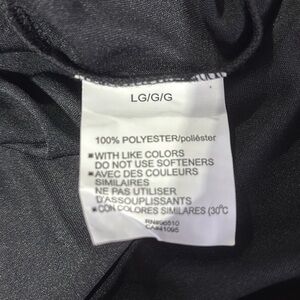 LG/G/G
100% POLYESTER/poliéster
▪WITH LIKE COLORS
DO NOT USE SOFTENERS
▪AVEC DES COULEURS
SIMILAIRES
NE PAS UTILISER
D'ASSOUPLISSANTS
▪CON COLORES SIMILARES (30°C